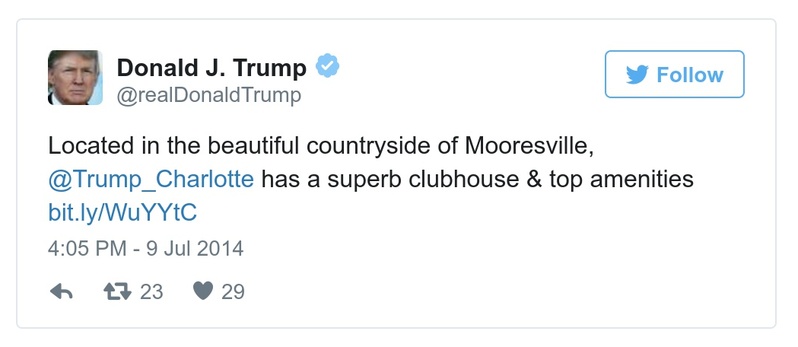 Donald J. Trump
@realDonaldTrump
Follow
Located in the beautiful countryside of Mooresville,
@Trump_Charlotte has a superb clubhouse & top amenities
bit.ly/WuYYtC
4:05 PM - 9 Jul 2014
23 29